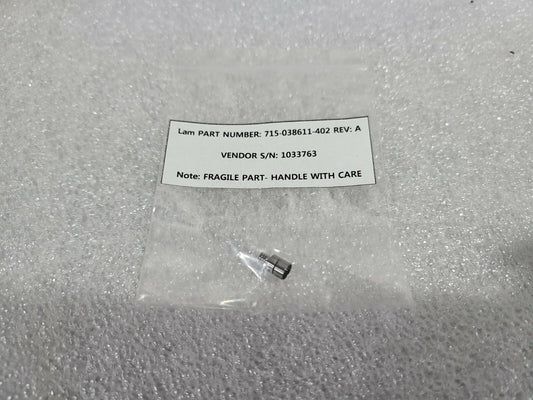 Lam PART NUMBER: 715-038611-402 REV: A
VENDOR S/N: 1033763
Note: FRAGILE PART- HANDLE WITH CARE